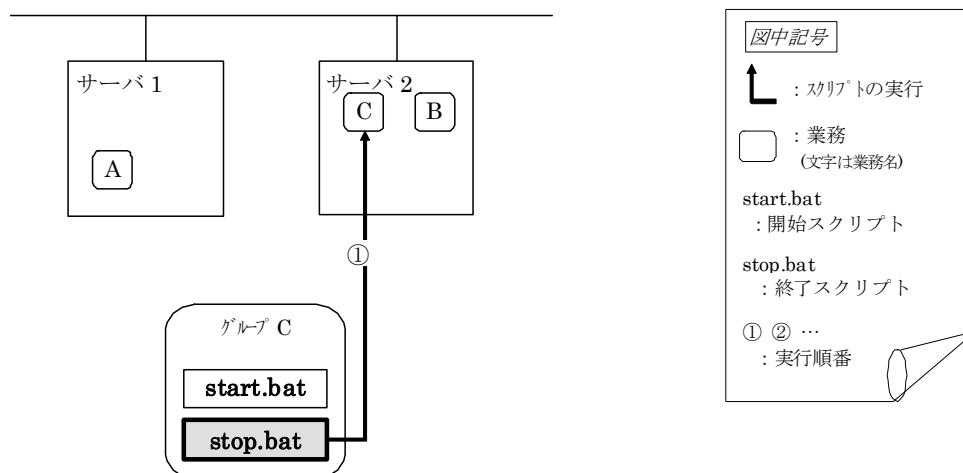 サーバ 1
サーバ 2
C
B
A
①
ｸﾞﾙｰﾌﾟ C
start.bat
stop.bat
図中記号
：ｽｸﾘﾌﾟﾄの実行
：業務
(文字は業務名)
start.bat
：開始スクリプト
stop.bat
：終了スクリプト
① ② …
：実行順番